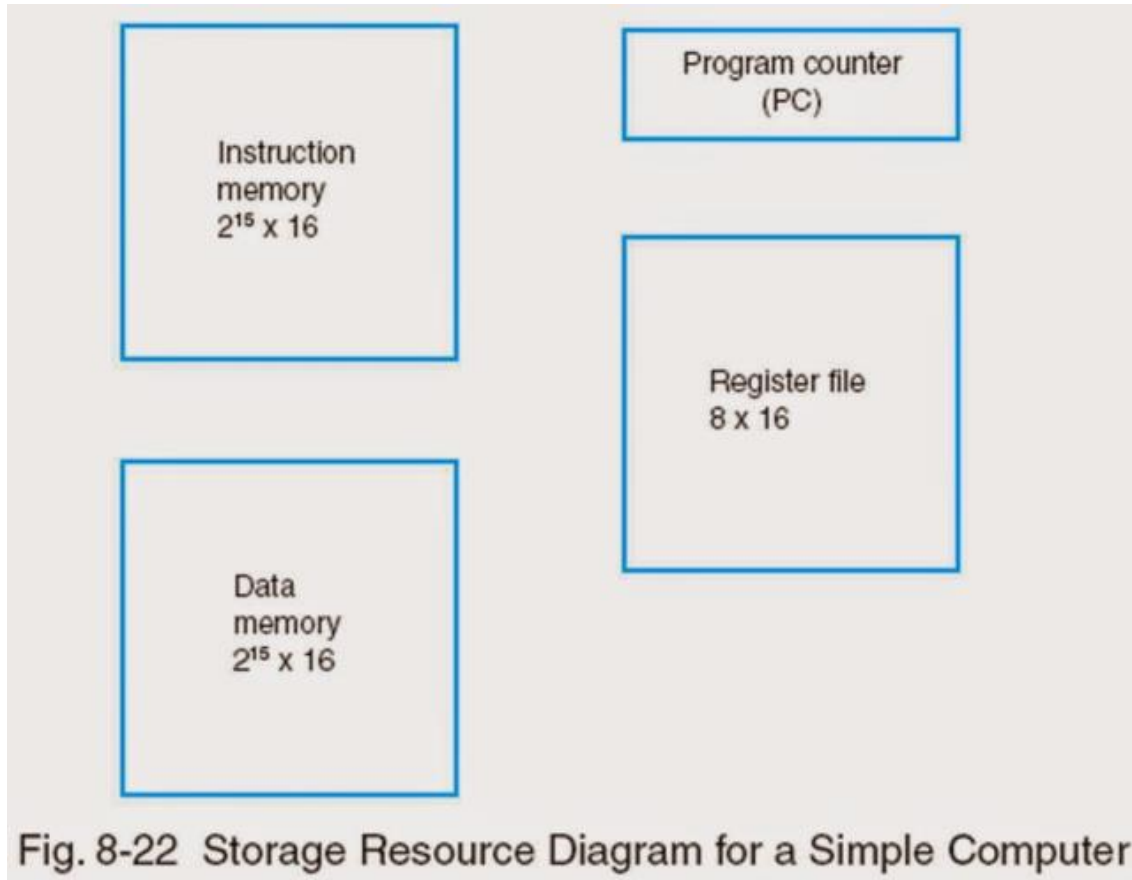 Instruction
memory
2¹⁵ x 16
Program counter
(PC)
Register file
8 x 16
Data
memory
2¹⁵ x 16
Fig. 8-22 Storage Resource Diagram for a Simple Computer